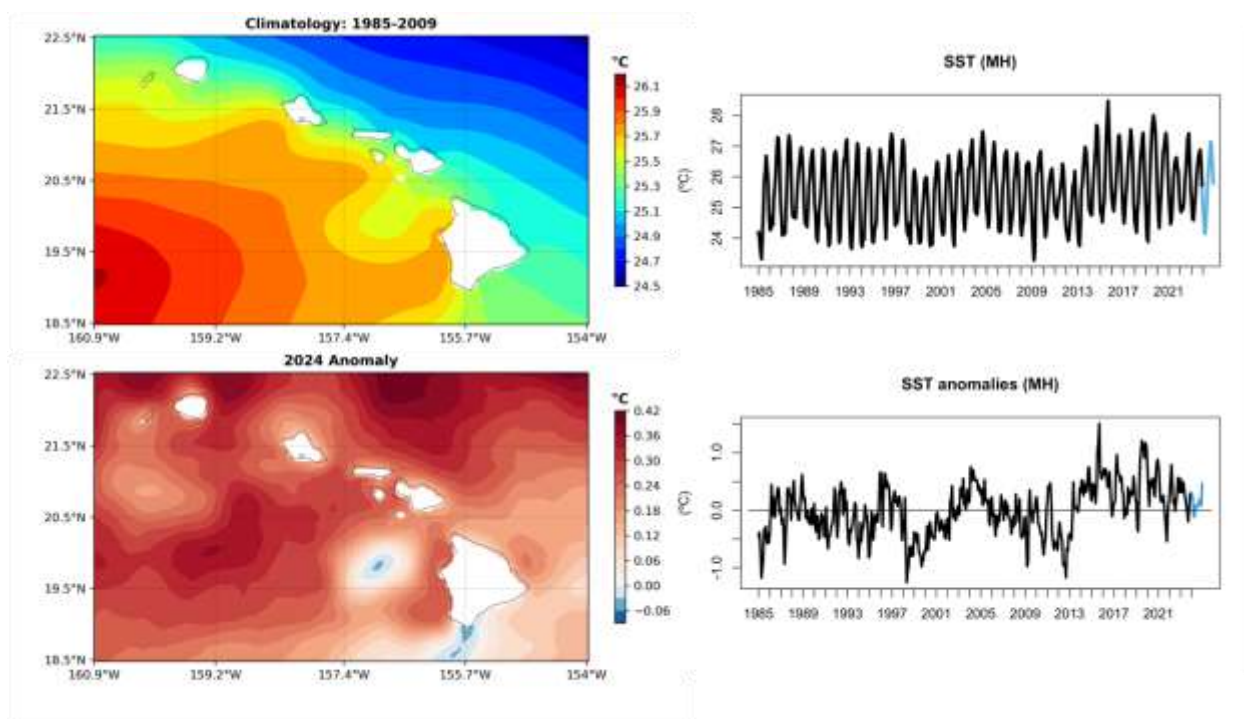 Climatology: 1985-2009
22.5°N
21.5°N
20.5°N
19.5°N
18.5°N
160.9°W 159.2°W 157.4°W 155.7°W 154°W
°C
26.1
25.9
25.7
25.5
25.3
25.1
24.9
24.7
24.5
SST (MH)
(ºC)
28
27
26
25
24
1985 1989 1993 1997 2001 2005 2009 2013 2017 2021
2024 Anomaly
22.5°N
21.5°N
20.5°N
19.5°N
18.5°N
160.9°W 159.2°W 157.4°W 155.7°W 154°W
°C
0.42
0.36
0.30
0.24
0.18
0.12
0.06
0.00
−0.06
SST anomalies (MH)
(ºC)
1.0
0.0
-1.0
1985 1989 1993 1997 2001 2005 2009 2013 2017 2021